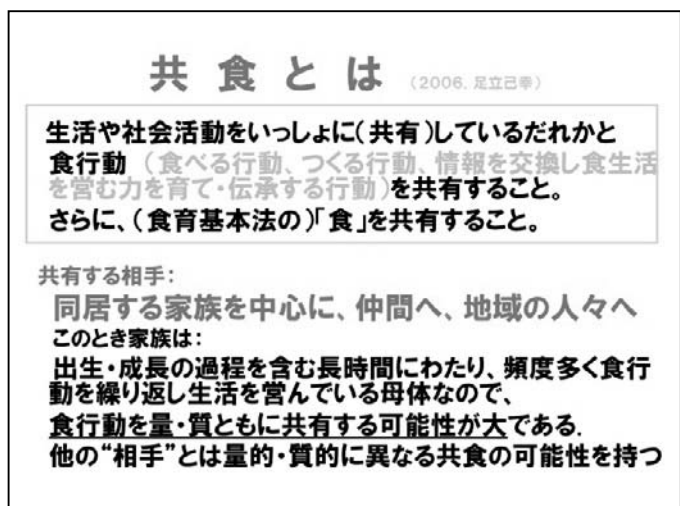 共 食 と は (2006, 足立己幸)
生活や社会活動をいっしょに(共有)しているだれかと
食行動 (食べる行動、つくる行動、情報を交換し食生活
を営む力を育て・伝承する行動)を共有すること。
さらに、(食育基本法の)「食」を共有すること。
共有する相手:
同居する家族を中心に、仲間へ、地域の人々へ
このとき家族は:
出生・成長の過程を含む長時間にわたり、頻度多く食行
動を繰り返し生活を営んでいる母体なので、
食行動を量・質ともに共有する可能性が大である.
他の“相手”とは量的・質的に異なる共食の可能性を持つ